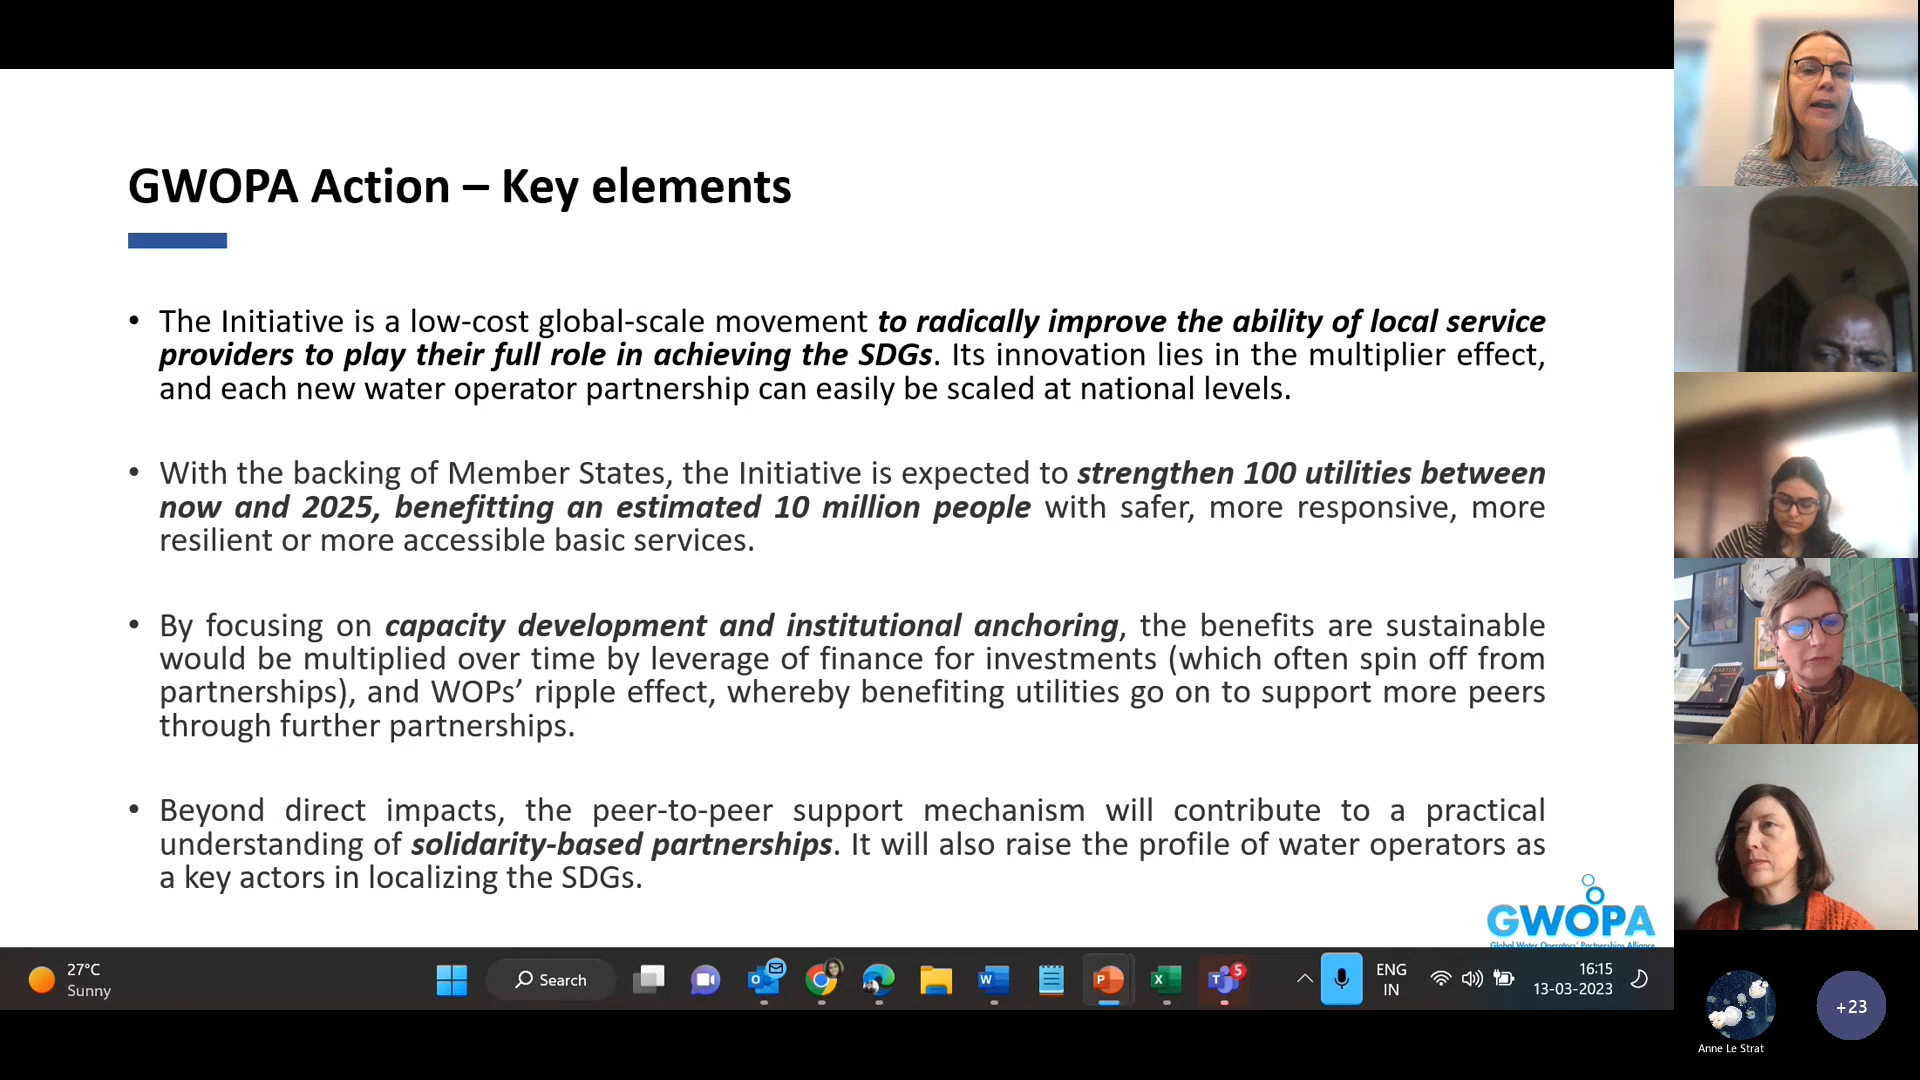 GWOPA Action – Key elements
• The Initiative is a low-cost global-scale movement to radically improve the ability of local service
providers to play their full role in achieving the SDGs. Its innovation lies in the multiplier effect,
and each new water operator partnership can easily be scaled at national levels.
• With the backing of Member States, the Initiative is expected to strengthen 100 utilities between
now and 2025, benefitting an estimated 10 million people with safer, more responsive, more
resilient or more accessible basic services.
• By focusing on capacity development and institutional anchoring, the benefits are sustainable
would be multiplied over time by leverage of finance for investments (which often spin off from
partnerships), and WOPs’ ripple effect, whereby benefiting utilities go on to support more peers
through further partnerships.
• Beyond direct impacts, the peer-to-peer support mechanism will contribute to a practical
understanding of solidarity-based partnerships. It will also raise the profile of water operators as
a key actors in localizing the SDGs.
GWOPA
Global Water Operators' Partnerships Alliance
27°C
Sunny
Search
5
ENG
IN
16:15
13-03-2023
Anne Le Strat
+23